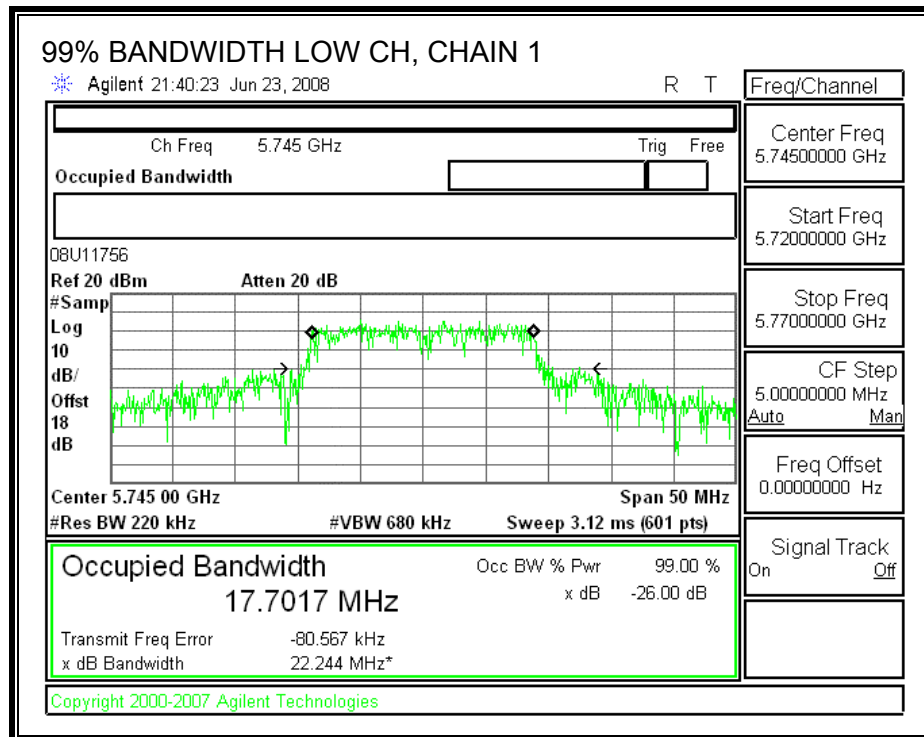 99% BANDWIDTH LOW CH, CHAIN 1
Agilent 21:40:23 Jun 23, 2008 R T
Freq/Channel
Ch Freq 5.745 GHz Trig Free
Occupied Bandwidth
Center Freq
5.74500000 GHz
Start Freq
5.72000000 GHz
Stop Freq
5.77000000 GHz
CF Step
5.00000000 MHz
Auto Man
Freq Offset
0.00000000 Hz
Signal Track
On Off
08U11756
Ref 20 dBm Atten 20 dB
#Samp
Log
10
dB/
Offst
18
dB
Center 5.745 00 GHz Span 50 MHz
#Res BW 220 kHz #VBW 680 kHz Sweep 3.12 ms (601 pts)
Occupied Bandwidth Occ BW % Pwr 99.00 %
17.7017 MHz x dB -26.00 dB
Transmit Freq Error -80.567 kHz
x dB Bandwidth 22.244 MHz*
Copyright 2000-2007 Agilent Technologies